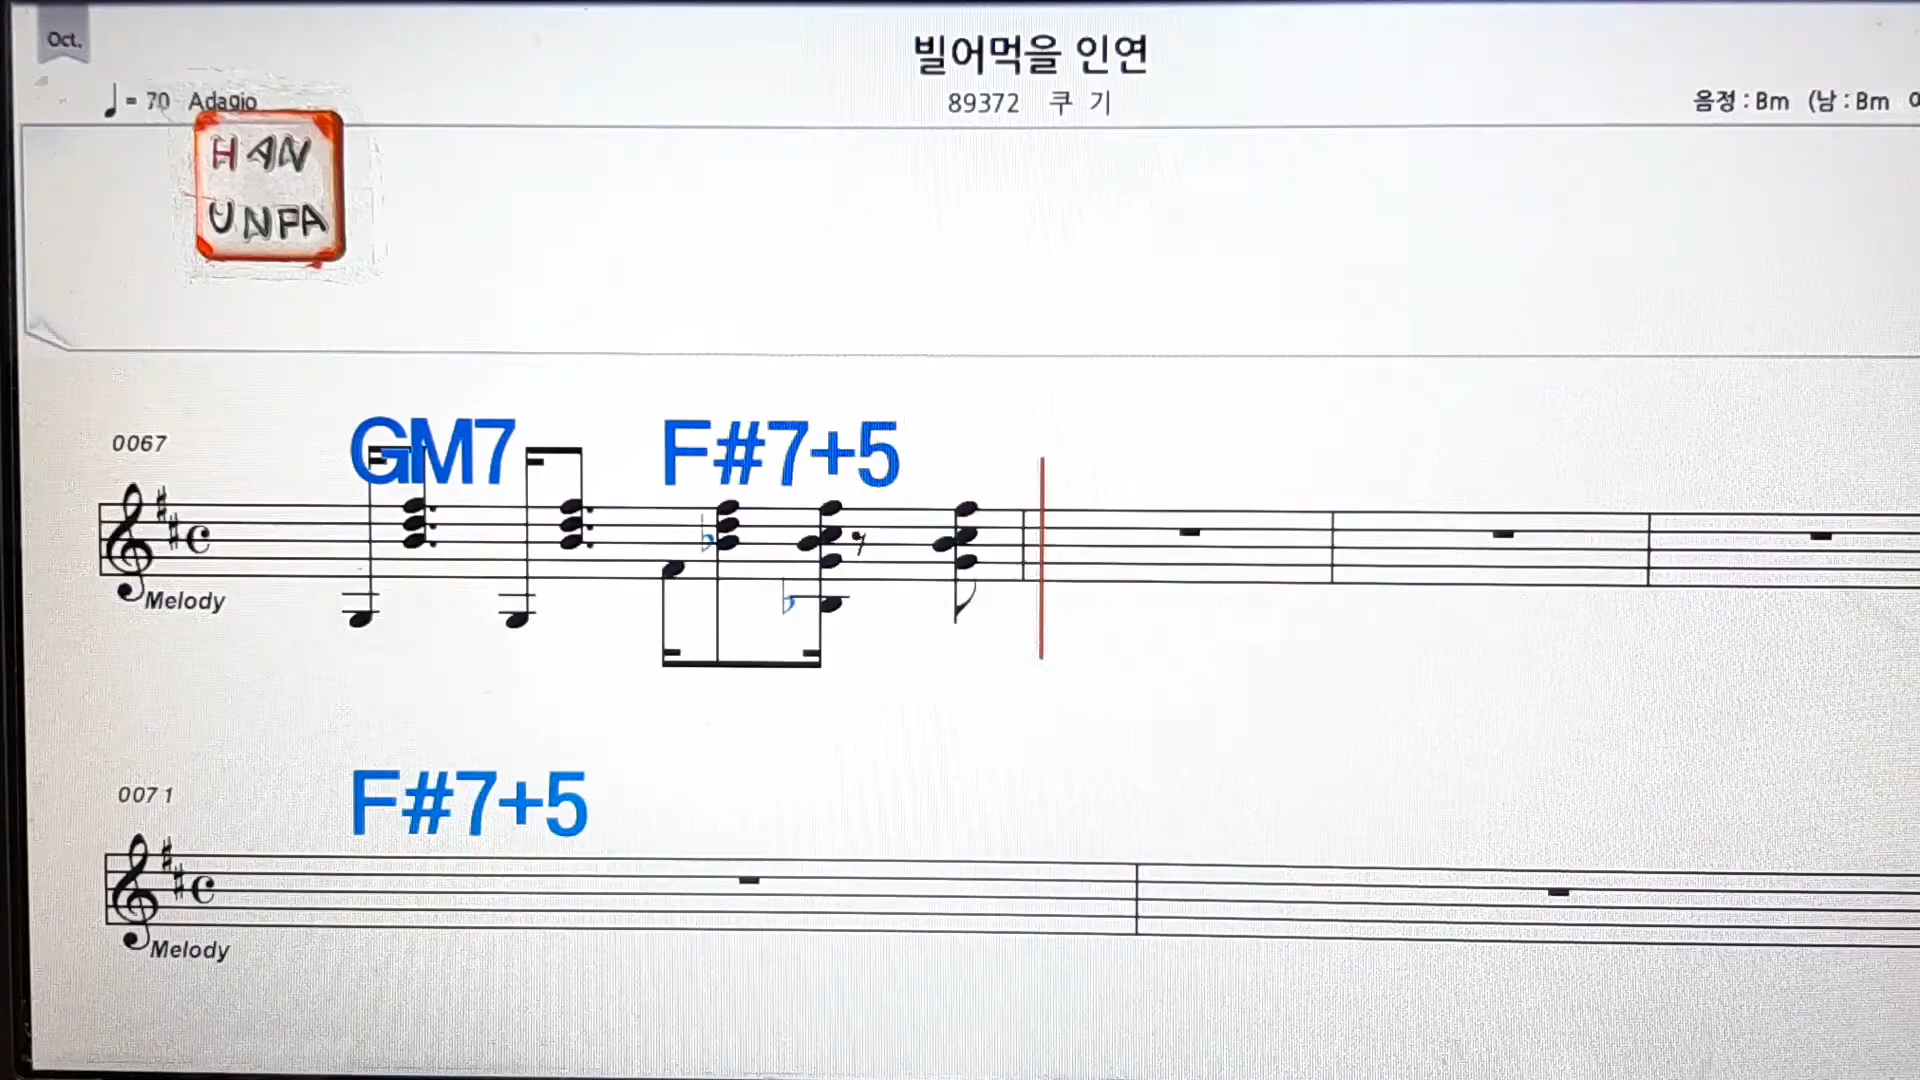 Oct.
빌어먹을 인연
♩ = 70 Adagio
89372 쿠 기
음정 : Bm (남 : Bm
HAN
UNFA
0067
GM7 F#7+5
Melody
0071
F#7+5
Melody